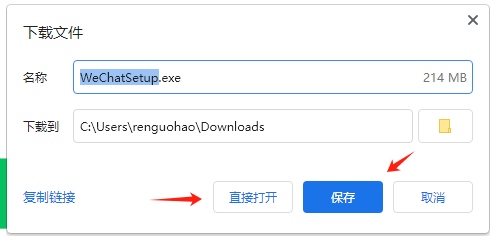 下载文件
名称 WeChatSetup.exe 214 MB
下载到 C:\Users\renguohao\Downloads
复制链接 直接打开 保存 取消